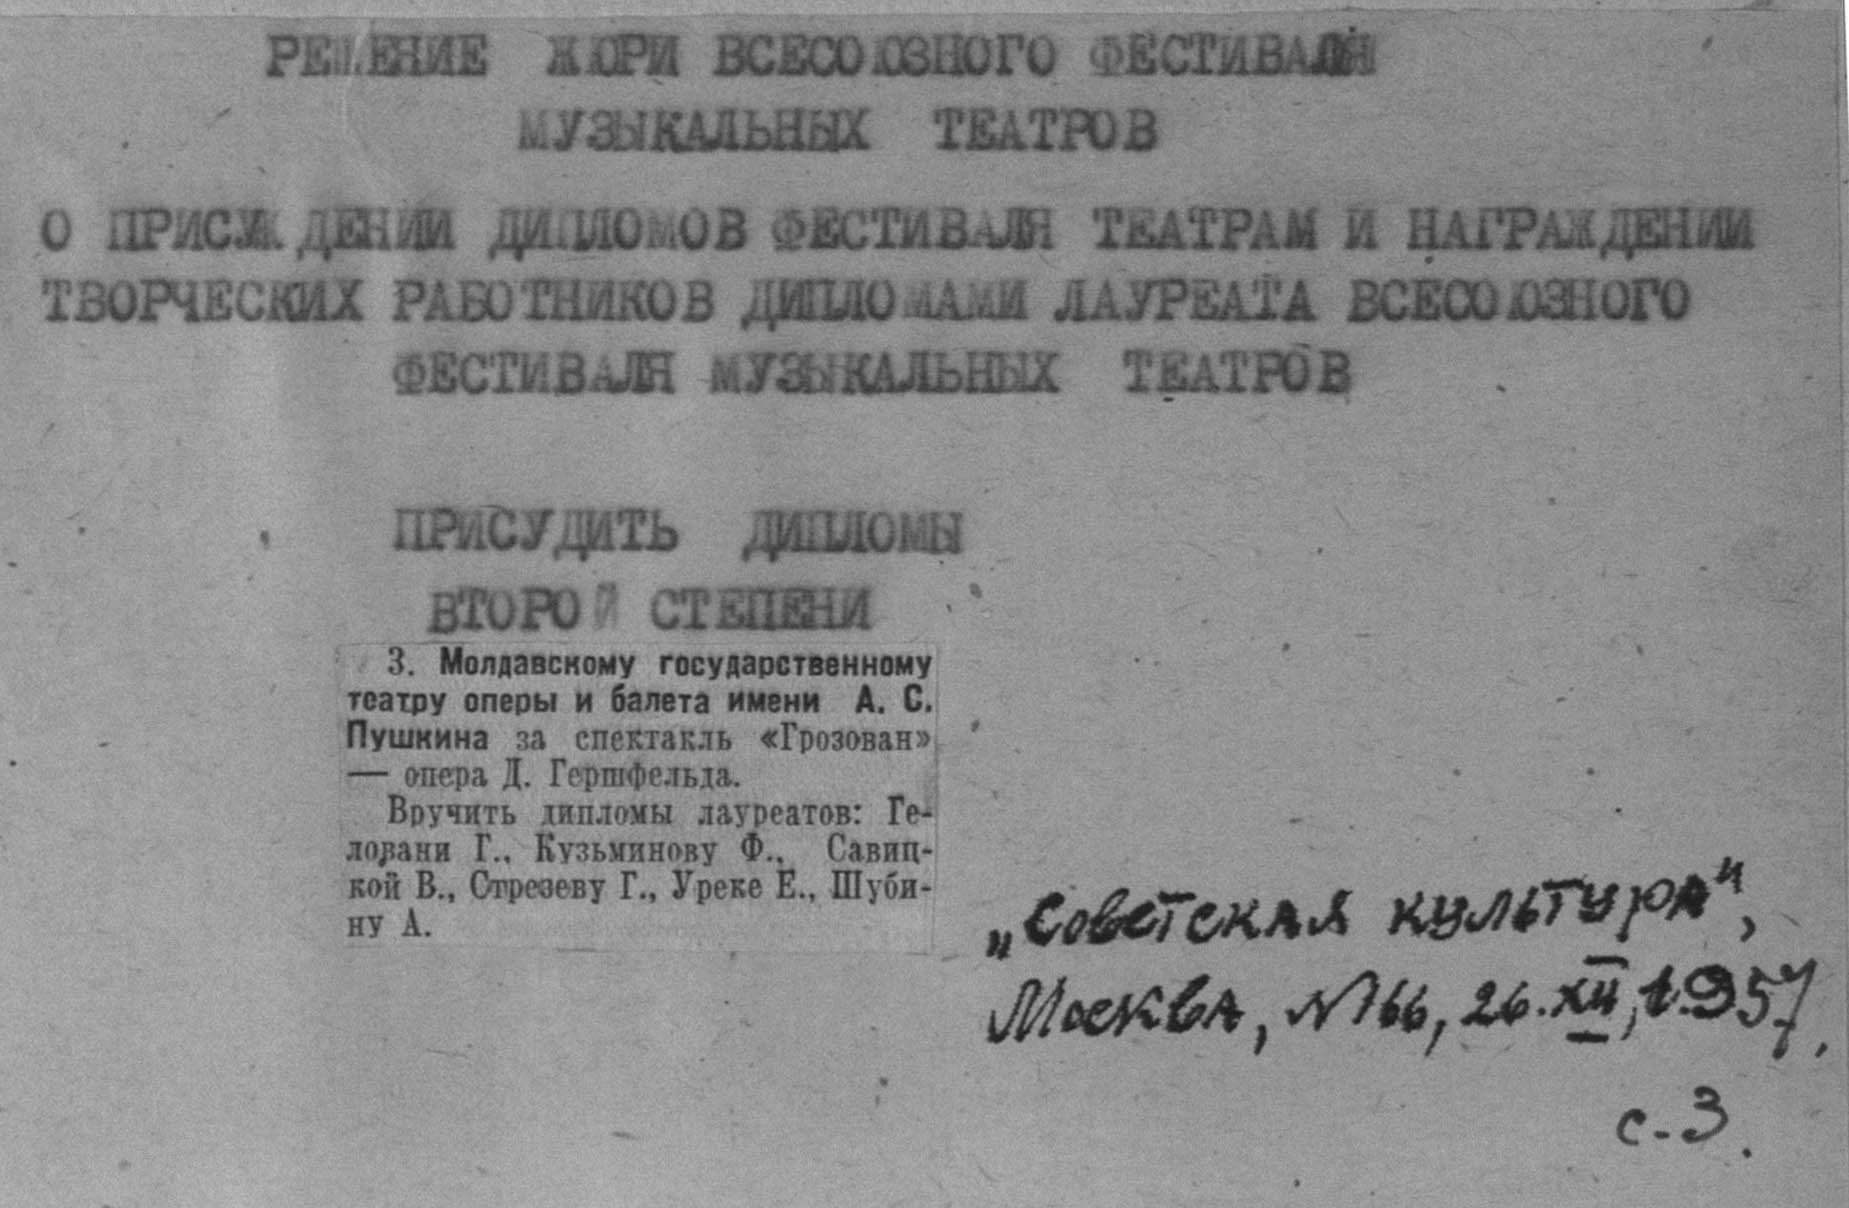 РЕШЕНИЕ ЖЮРИ ВСЕСОЮЗНОГО ФЕСТИВАЛЯ
МУЗЫКАЛЬНЫХ ТЕАТРОВ
О ПРИСУЖДЕНИИ ДИПЛОМОВ ФЕСТИВАЛЯ ТЕАТРАМ И НАГРАЖДЕНИИ
ТВОРЧЕСКИХ РАБОТНИКОВ ДИПЛОМАМИ ЛАУРЕАТА ВСЕСОЮЗНОГО
ФЕСТИВАЛЯ МУЗЫКАЛЬНЫХ ТЕАТРОВ
ПРИСУДИТЬ ДИПЛОМЫ
ВТОРОЙ СТЕПЕНИ
3. Молдавскому государственному
театру оперы и балета имени А. С.
Пушкина за спектакль «Грозован»
— опера Д. Гершфельда.
Вручить дипломы лауреатов: Ге-
ловани Г., Кузьминову Ф., Савиц-
кой В., Стрезеву Г., Уреке Е., Шуби-
ну А.
„Советская культура",
Москва, №166, 26.XII, 1957,
с-3.